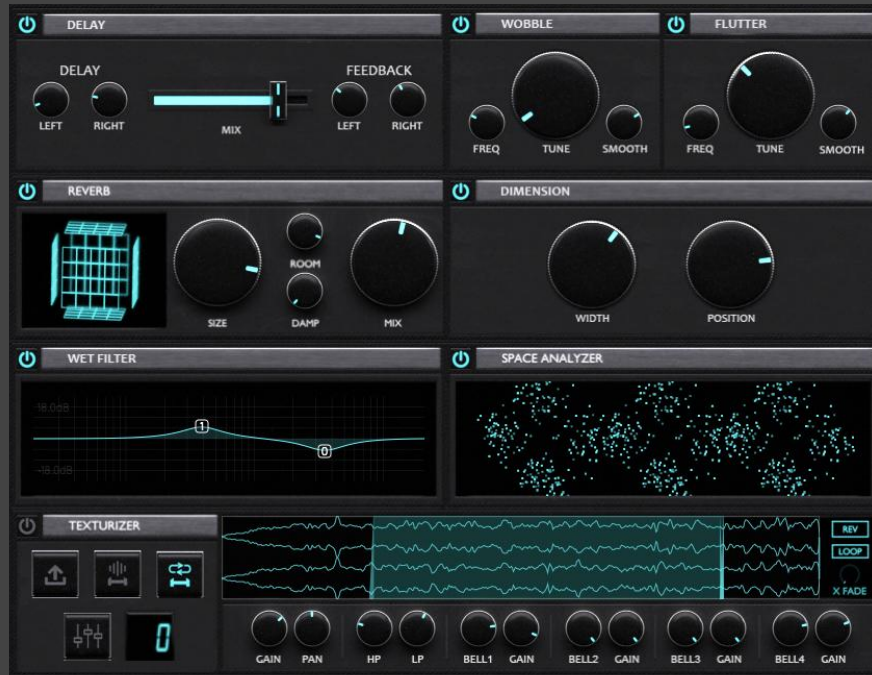 DELAY
WOBBLE
FLUTTER
DELAY
FEEDBACK
LEFT
RIGHT
MIX
LEFT
RIGHT
FREQ
TUNE
SMOOTH
FREQ
TUNE
SMOOTH
REVERB
DIMENSION
ROOM
SIZE
DAMP
MIX
WIDTH
POSITION
WET FILTER
SPACE ANALYZER
18.0dB
1
0
-18.0dB
TEXTURIZER
REV
LOOP
X FADE
0
GAIN
PAN
HP
LP
BELL1
GAIN
BELL2
GAIN
BELL3
GAIN
BELL4
GAIN